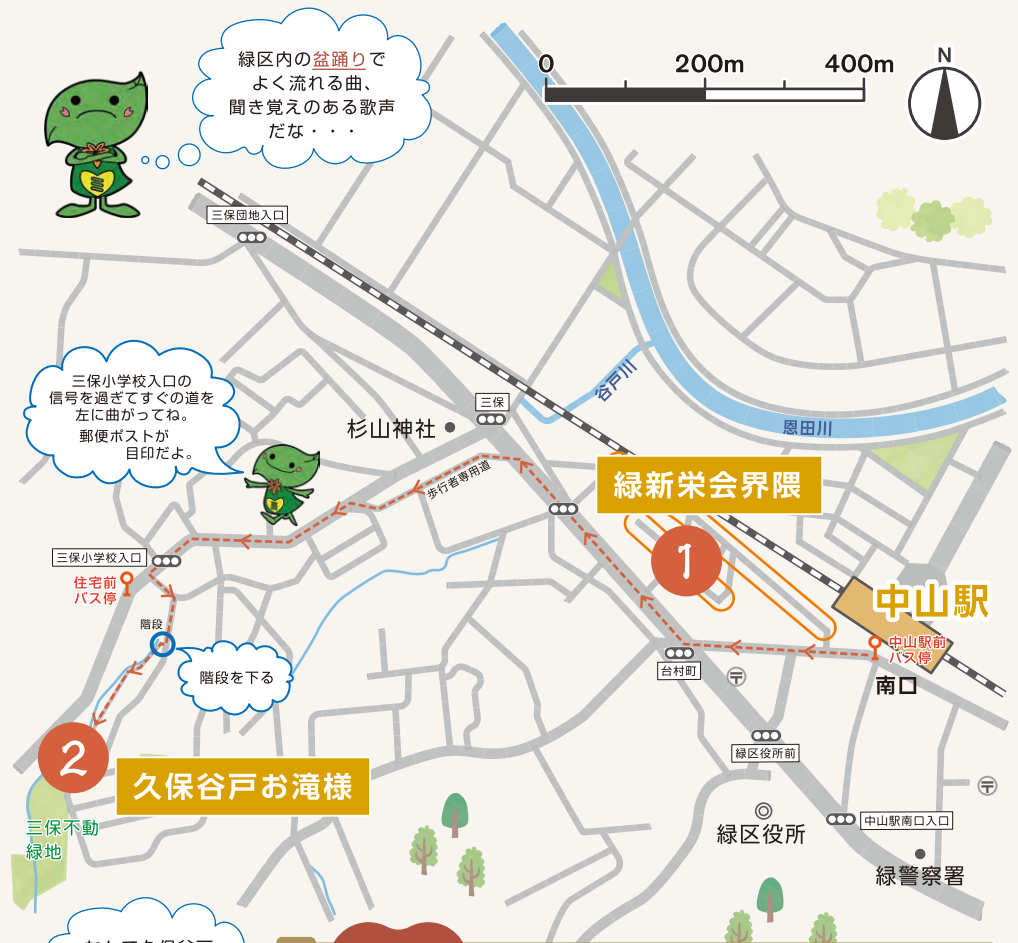 緑区内の盆踊りで
よく流れる曲、
聞き覚えのある歌声
だな・・・
0 200m 400m
N
三保団地入口
三保小学校入口の
信号を過ぎてすぐの道を
左に曲がってね。
郵便ポストが
目印だよ。
谷戸川
三保
杉山神社
恩田川
歩行者専用道
緑新栄会界隈
1
三保小学校入口
住宅前
バス停
中山駅
階段
中山駅前
バス停
階段を下る
台村町
〒
南口
2
緑区役所前
久保谷戸お滝様
〒
三保不動
緑地
緑区役所
中山駅南口入口
緑警察署